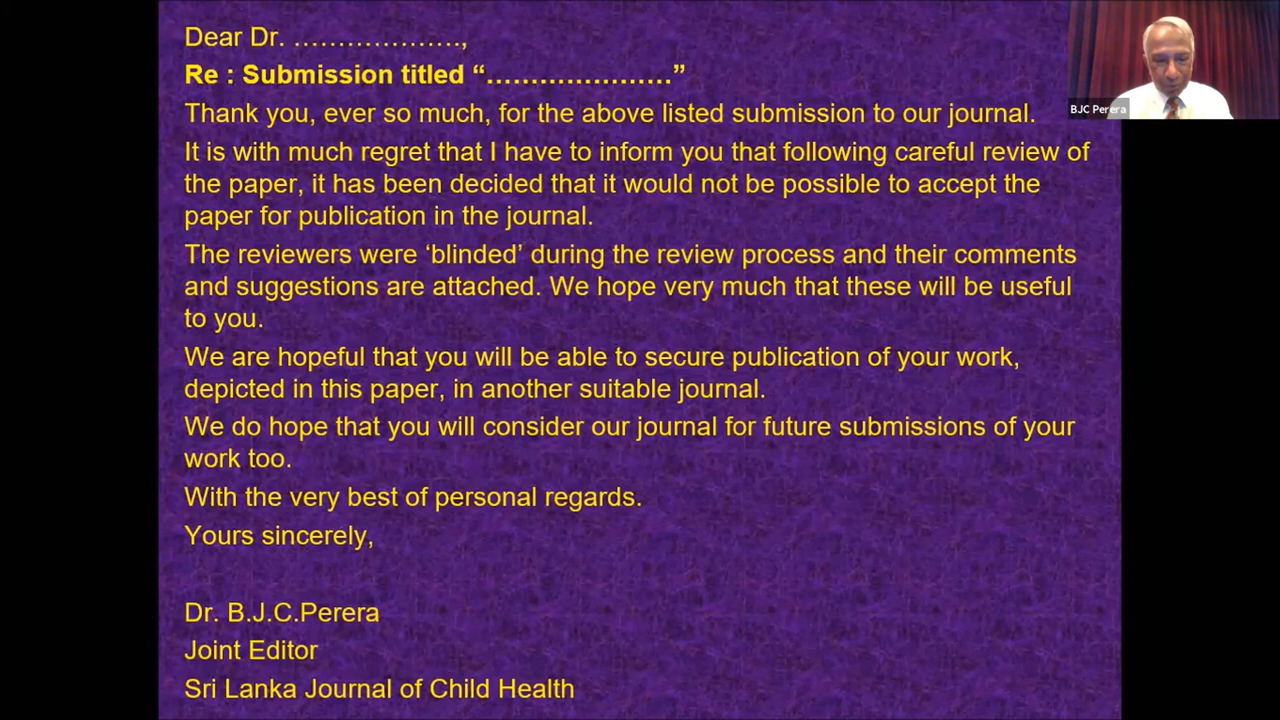 Dear Dr. ………………..,
Re : Submission titled “…………………”
Thank you, ever so much, for the above listed submission to our journal.
It is with much regret that I have to inform you that following careful review of
the paper, it has been decided that it would not be possible to accept the
paper for publication in the journal.
The reviewers were ‘blinded’ during the review process and their comments
and suggestions are attached. We hope very much that these will be useful
to you.
We are hopeful that you will be able to secure publication of your work,
depicted in this paper, in another suitable journal.
We do hope that you will consider our journal for future submissions of your
work too.
With the very best of personal regards.
Yours sincerely,
Dr. B.J.C.Perera
Joint Editor
Sri Lanka Journal of Child Health
BJC Perera